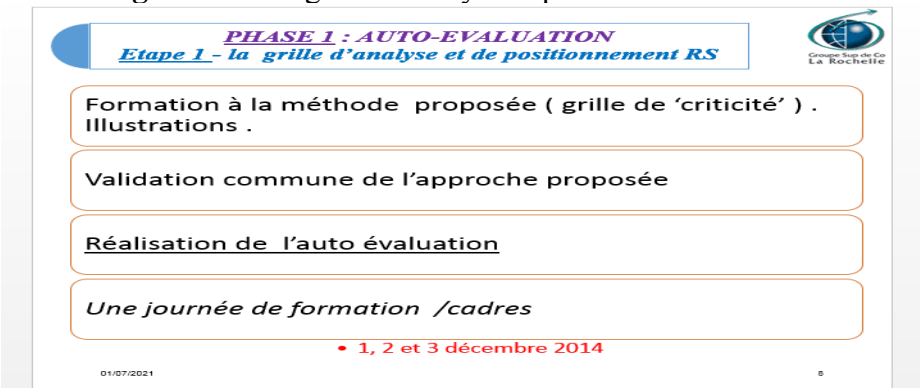 PHASE 1 : AUTO-EVALUATION
Etape 1 - la grille d'analyse et de positionnement RS
Groupe Sup de Co
La Rochelle
Formation à la méthode proposée ( grille de ‘criticité’ ) .
Illustrations .
Validation commune de l’approche proposée
Réalisation de l’auto évaluation
Une journée de formation /cadres
• 1, 2 et 3 décembre 2014
01/07/2021
8